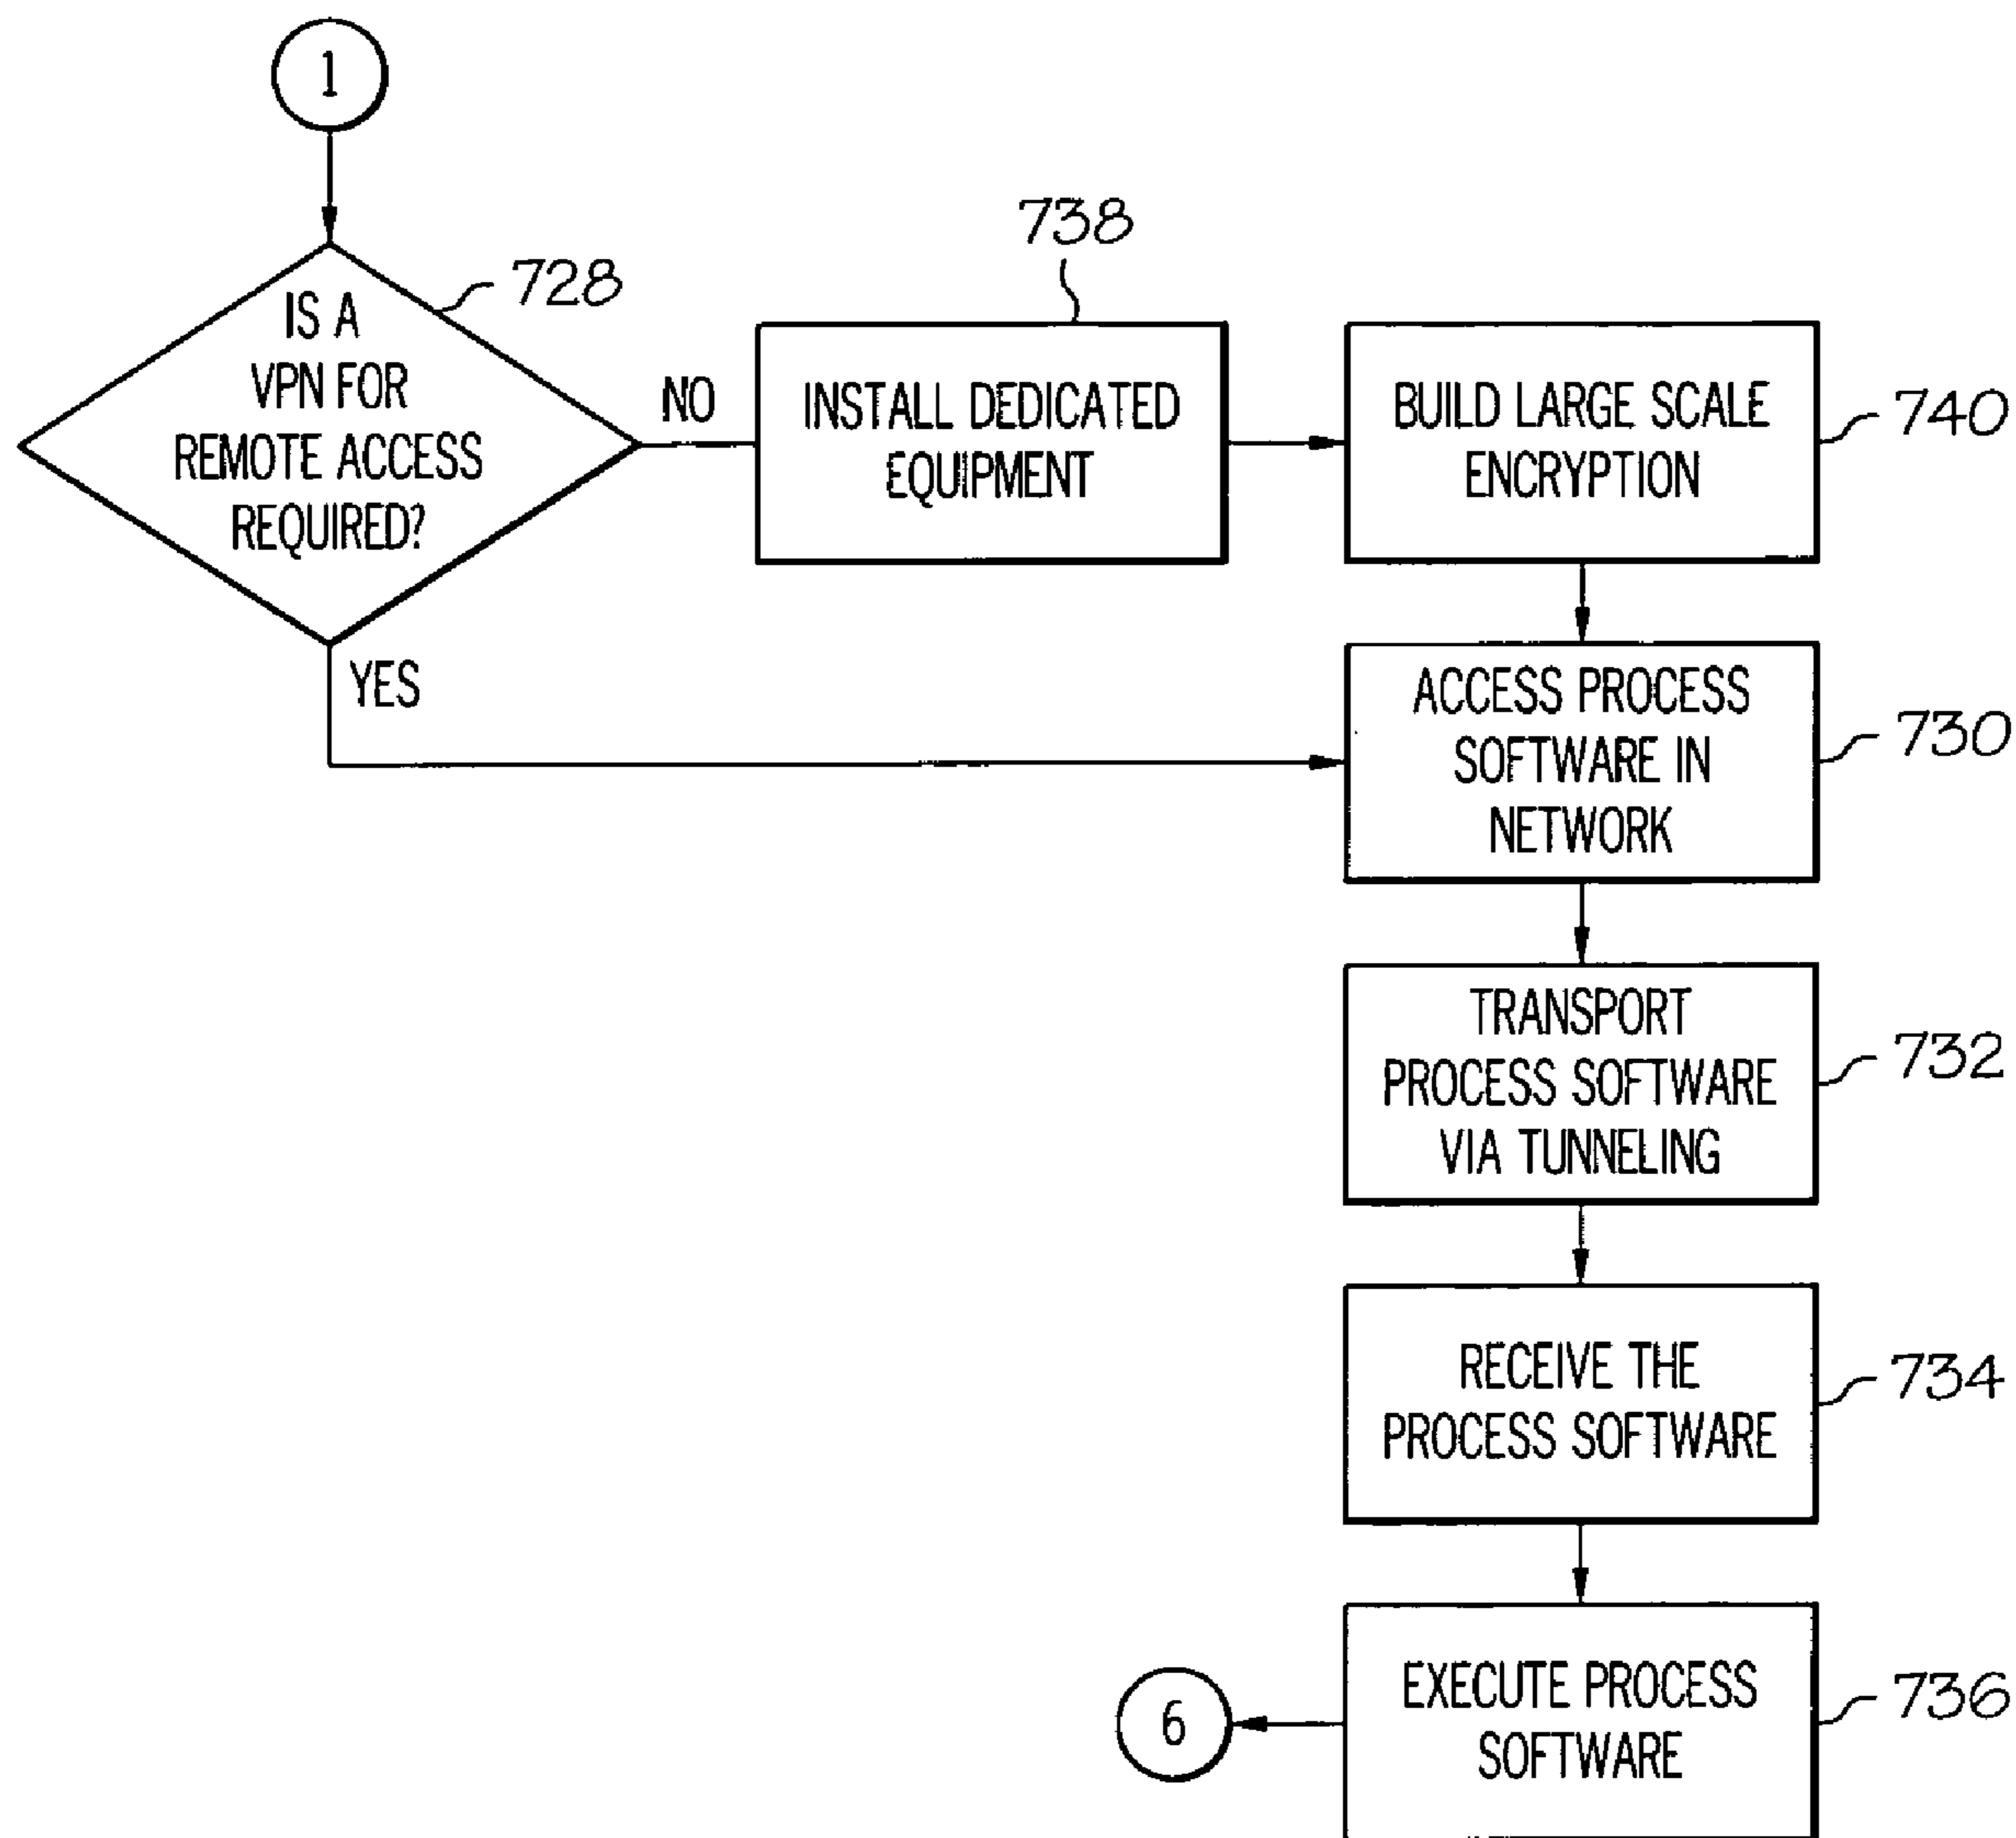 1
IS A
VPN FOR
REMOTE ACCESS
REQUIRED?
728
NO
YES
738
INSTALL DEDICATED
EQUIPMENT
BUILD LARGE SCALE
ENCRYPTION
740
ACCESS PROCESS
SOFTWARE IN
NETWORK
730
TRANSPORT
PROCESS SOFTWARE
VIA TUNNELING
732
RECEIVE THE
PROCESS SOFTWARE
734
EXECUTE PROCESS
SOFTWARE
736
6